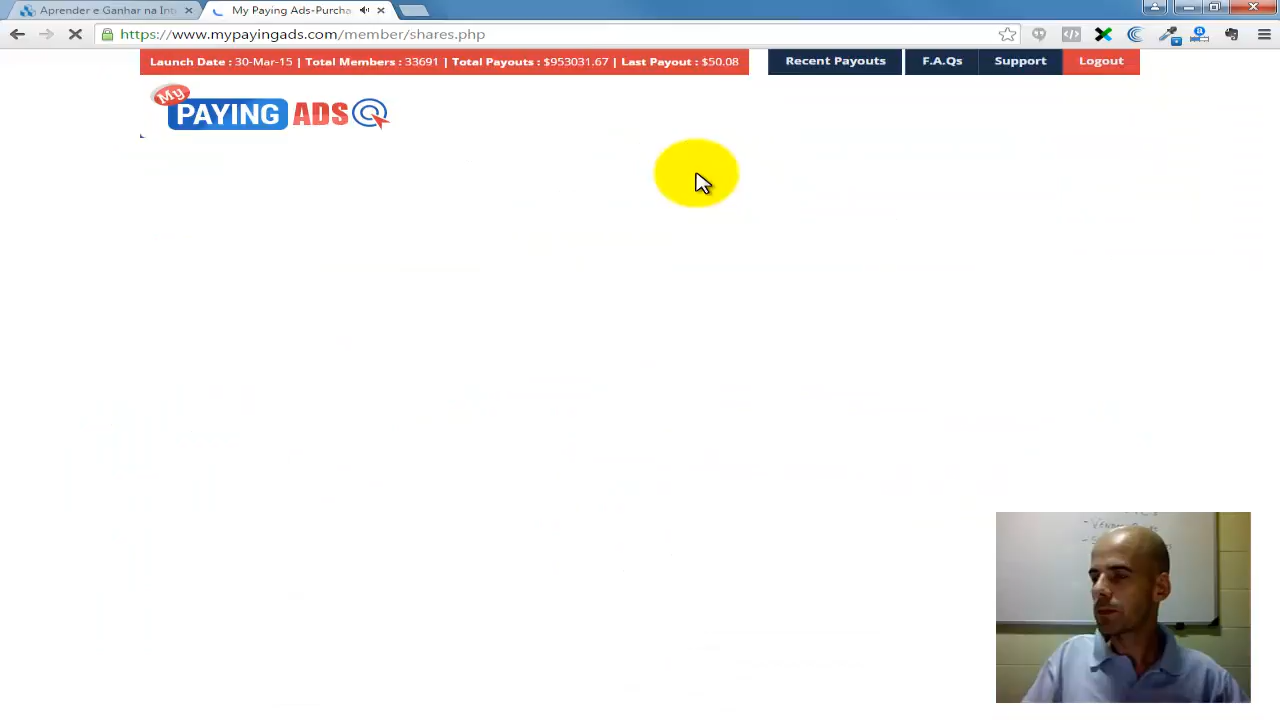 Aprender e Ganhar na Inte
My Paying Ads-Purcha
https://www.mypayingads.com/member/shares.php
Launch Date : 30-Mar-15 | Total Members : 33691 | Total Payouts : $953031.67 | Last Payout : $50.08
Recent Payouts
F.A.Qs
Support
Logout
My
PAYING ADS